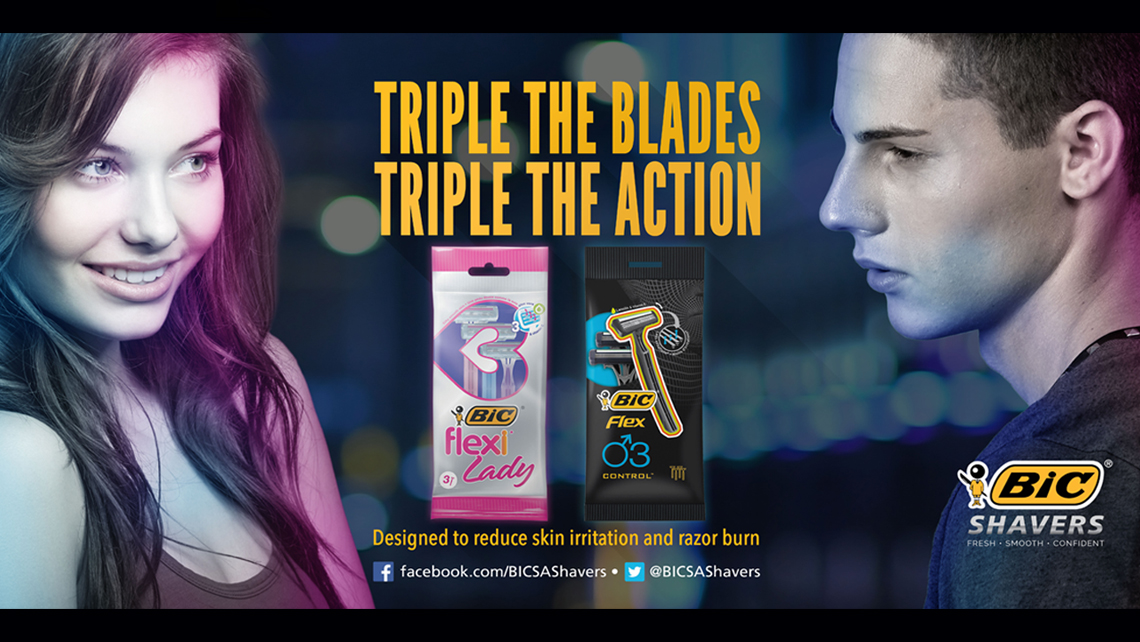 TRIPLE THE BLADES
TRIPLE THE ACTION
BiC
flexi
Lady
3
BiC
Flex
3
CONTROL
Designed to reduce skin irritation and razor burn
facebook.com/BICSAShavers • @BICSAShavers
BiC®
SHAVERS
FRESH • SMOOTH • CONFIDENT